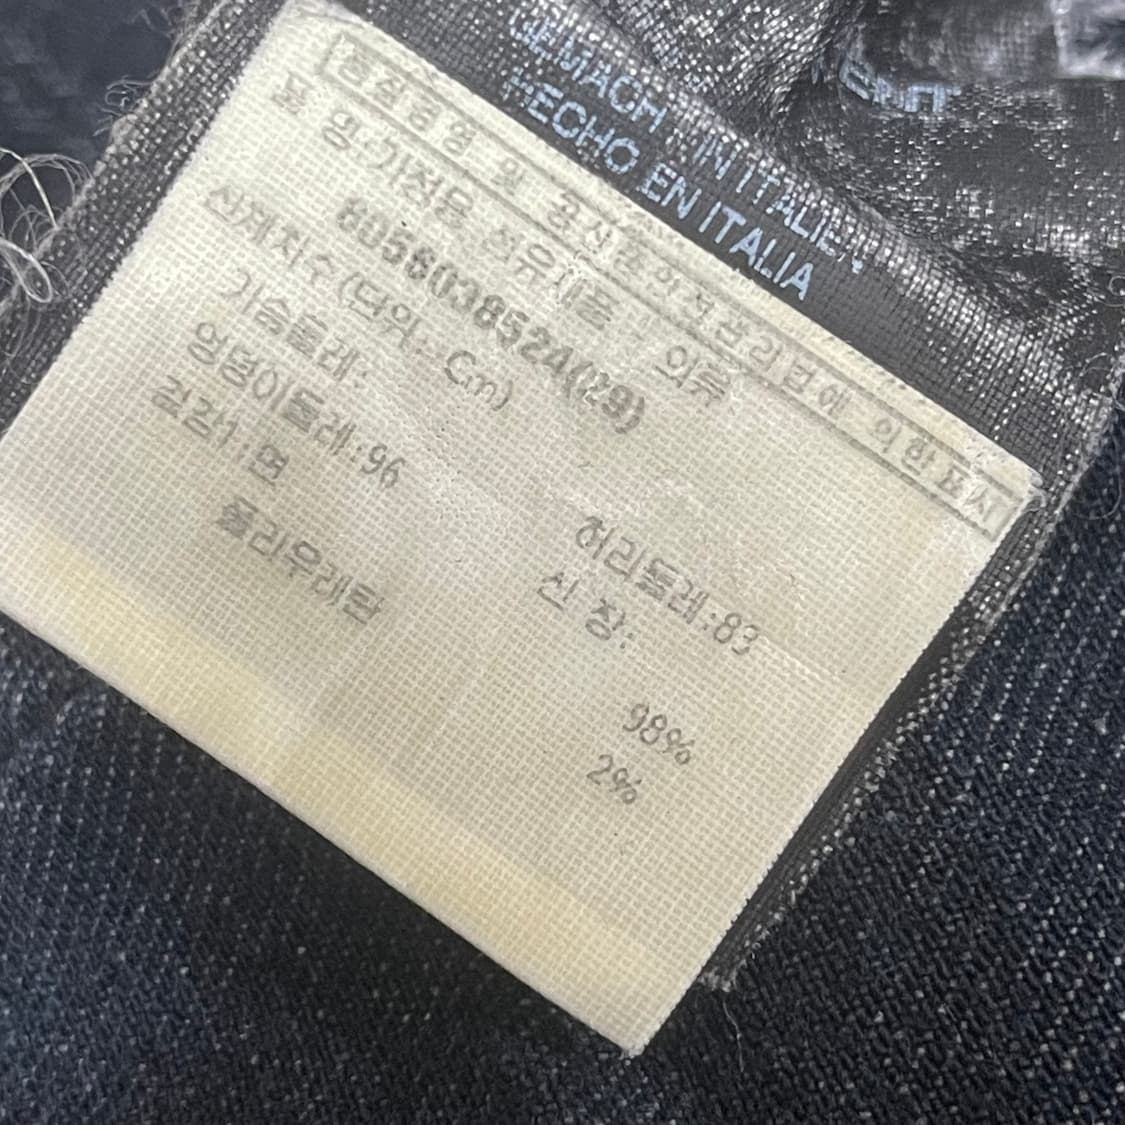 GEMACHT IN ITALIEN
HECHO EN ITALIA
품질경영 및 공산품안전관리법에 의한 표시
품 명:가정용 섬유제품 : 의류
8056038524(29)
신체치수(단위 : Cm)
가슴둘레: 허리둘레:83
엉덩이둘레:96 신 장:
겉감1:면 98%
폴리우레탄 2%